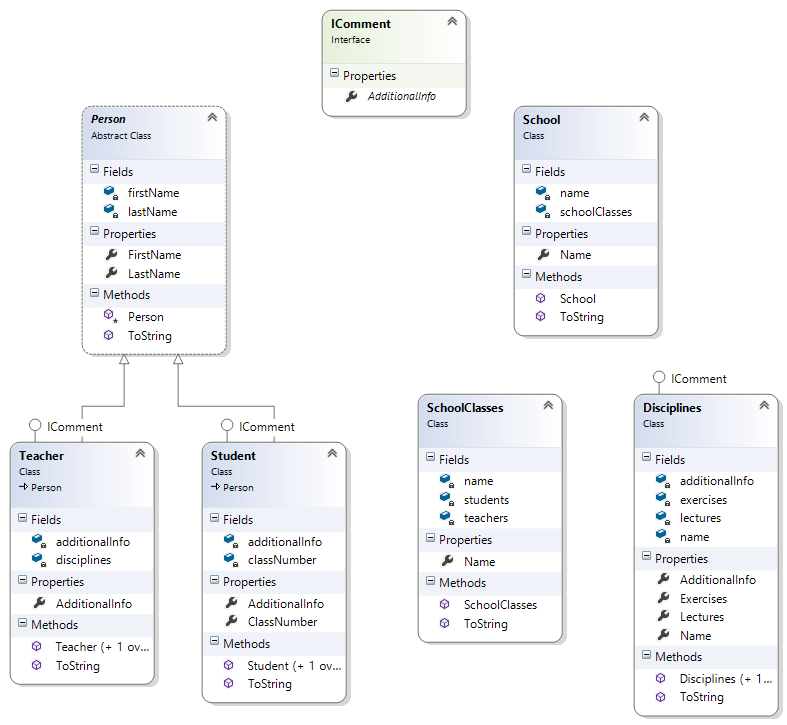 IComment
Interface
Properties
AdditionalInfo
Person
Abstract Class
Fields
firstName
lastName
Properties
FirstName
LastName
Methods
Person
ToString
School
Class
Fields
name
schoolClasses
Properties
Name
Methods
School
ToString
IComment
Teacher
Class
Person
Fields
additionalInfo
disciplines
Properties
AdditionalInfo
Methods
Teacher (+ 1 ov...
ToString
IComment
Student
Class
Person
Fields
additionalInfo
classNumber
Properties
AdditionalInfo
ClassNumber
Methods
Student (+ 1 ov...
ToString
SchoolClasses
Class
Fields
name
students
teachers
Properties
Name
Methods
SchoolClasses
ToString
IComment
Disciplines
Class
Fields
additionalInfo
exercises
lectures
name
Properties
AdditionalInfo
Exercises
Lectures
Name
Methods
Disciplines (+ 1...
ToString